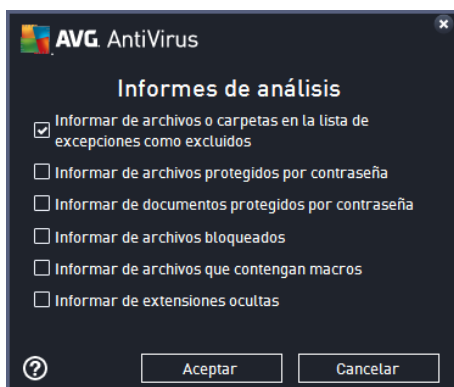 AVG AntiVirus
Informes de análisis
Informar de archivos o carpetas en la lista de
excepciones como excluidos
Informar de archivos protegidos por contraseña
Informar de documentos protegidos por contraseña
Informar de archivos bloqueados
Informar de archivos que contengan macros
Informar de extensiones ocultas
?
Aceptar
Cancelar